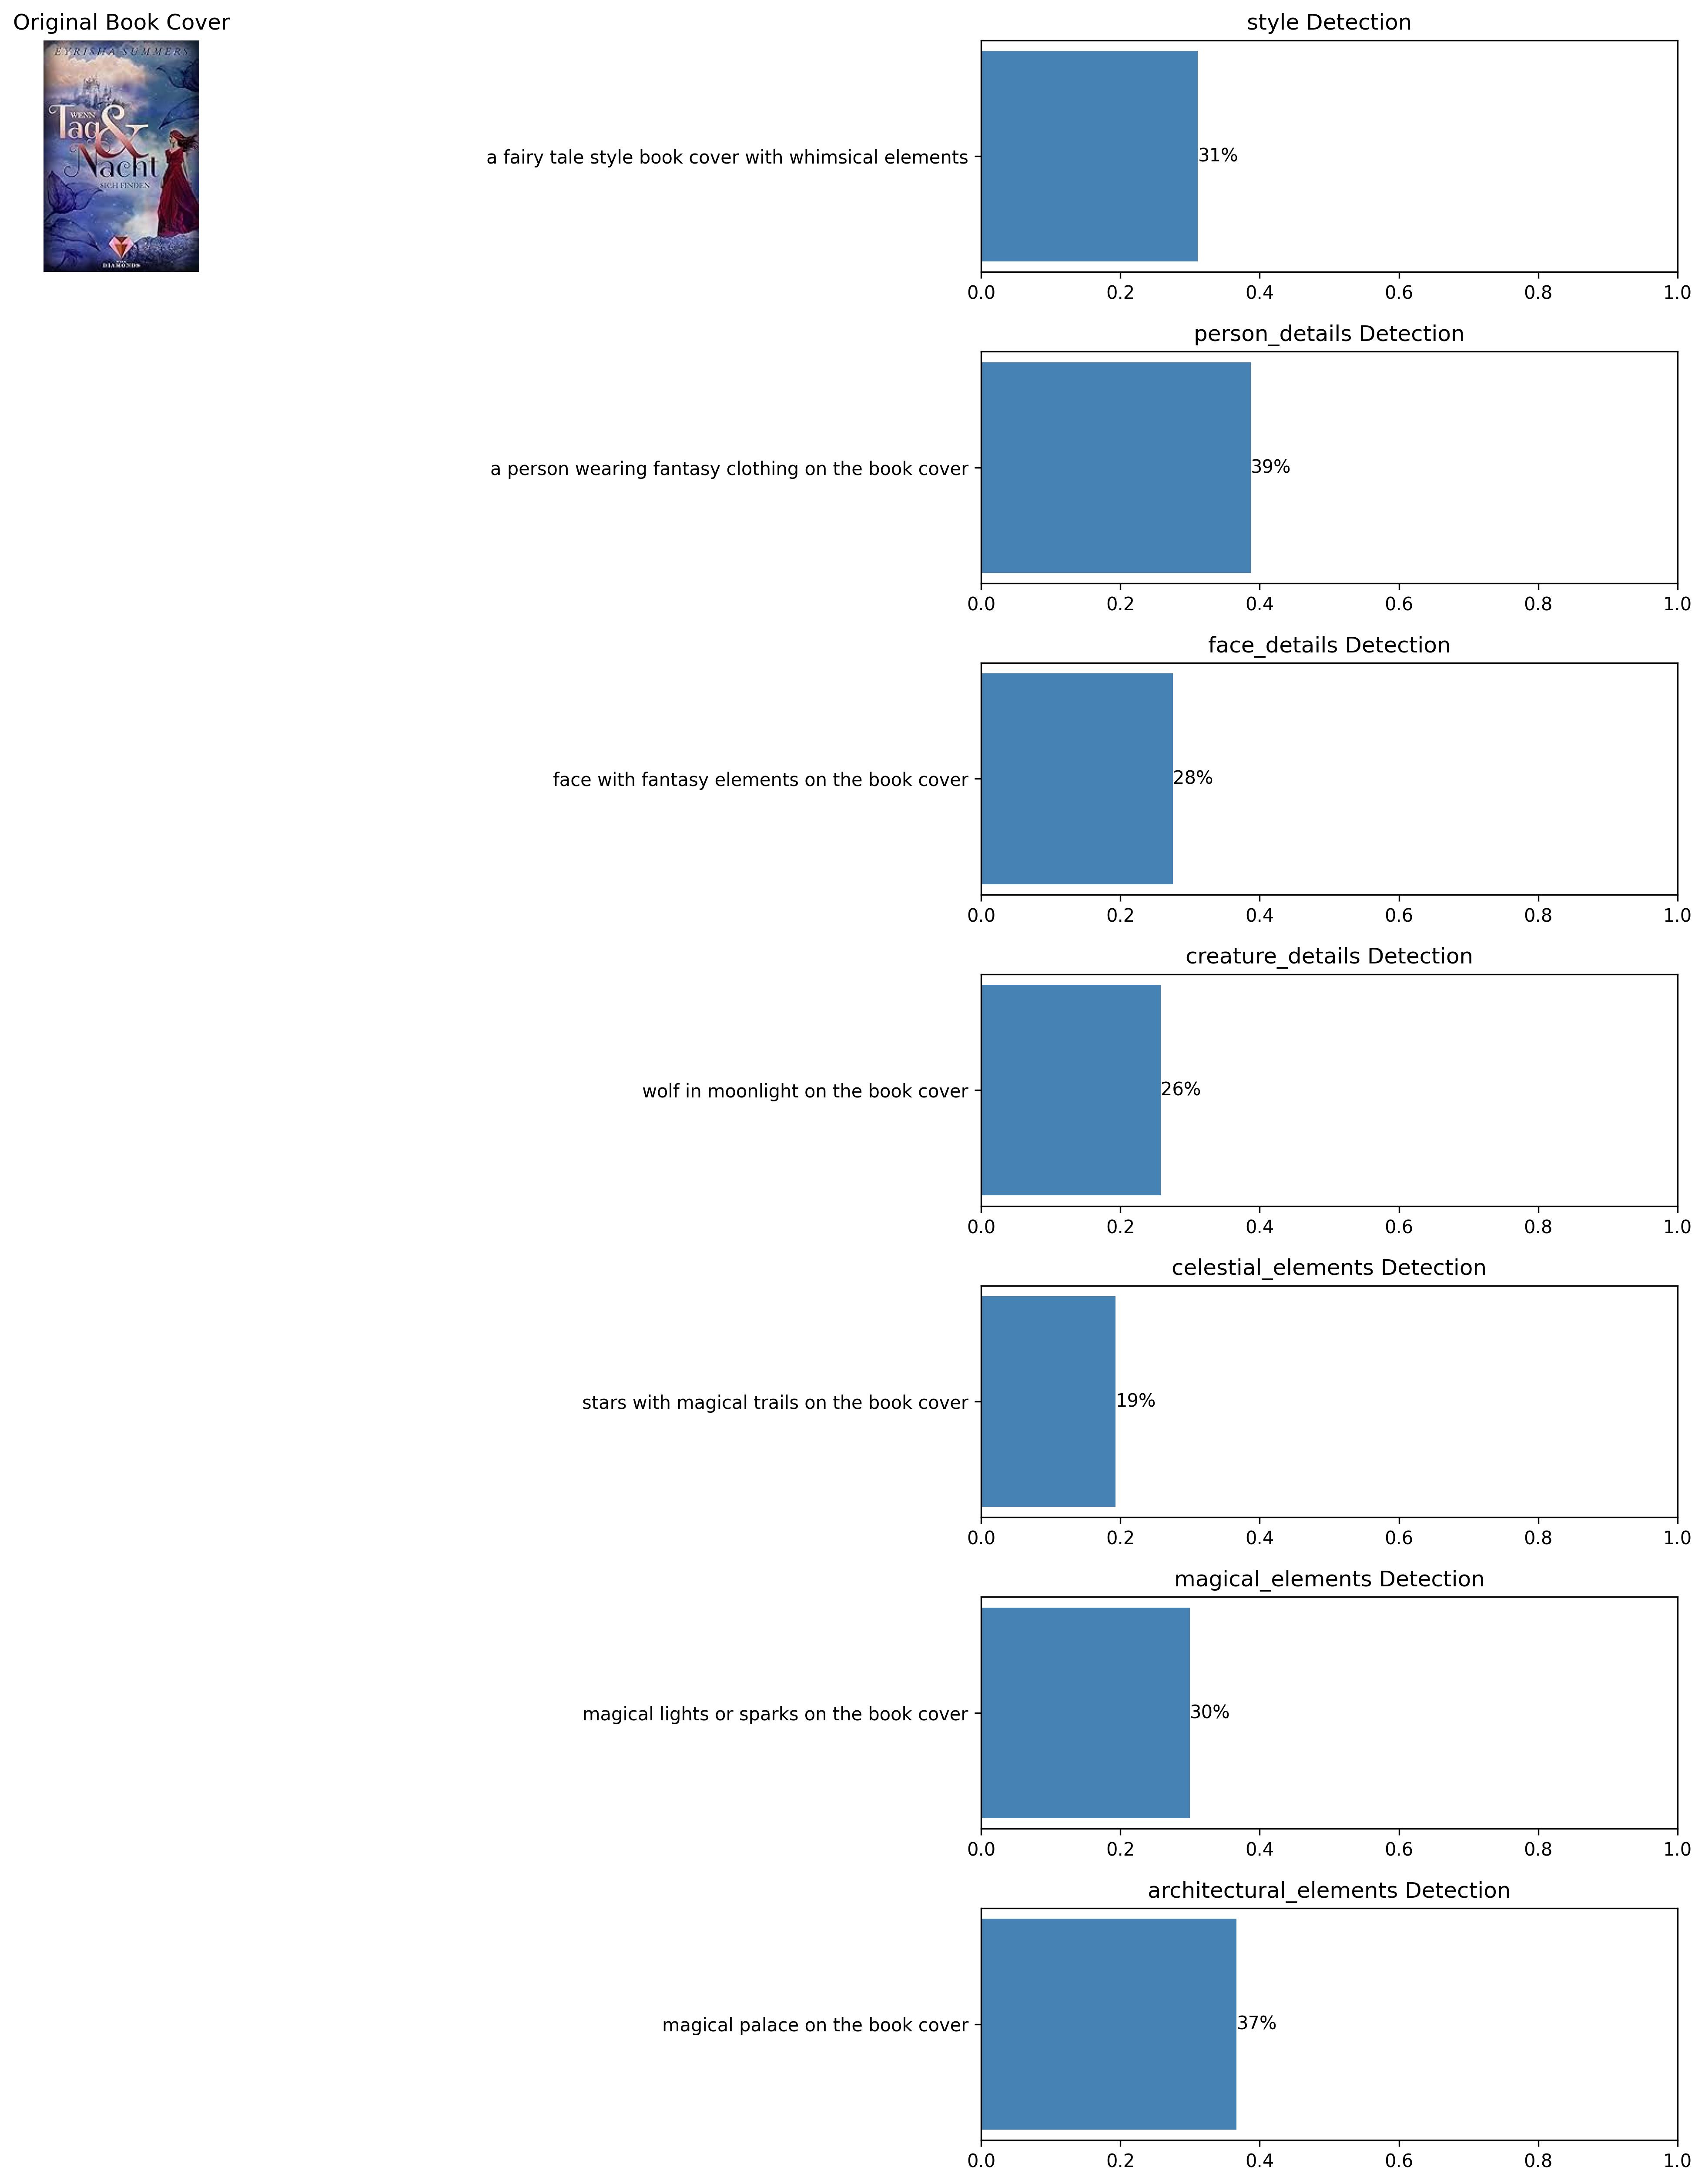 Original Book Cover
EYRISHA SUMMERS
WENN
Tag &
Nacht
SICH FINDEN
DIAMONDS
style Detection
a fairy tale style book cover with whimsical elements
31%
0.0 0.2 0.4 0.6 0.8 1.0
person_details Detection
a person wearing fantasy clothing on the book cover
39%
0.0 0.2 0.4 0.6 0.8 1.0
face_details Detection
face with fantasy elements on the book cover
28%
0.0 0.2 0.4 0.6 0.8 1.0
creature_details Detection
wolf in moonlight on the book cover
26%
0.0 0.2 0.4 0.6 0.8 1.0
celestial_elements Detection
stars with magical trails on the book cover
19%
0.0 0.2 0.4 0.6 0.8 1.0
magical_elements Detection
magical lights or sparks on the book cover
30%
0.0 0.2 0.4 0.6 0.8 1.0
architectural_elements Detection
magical palace on the book cover
37%
0.0 0.2 0.4 0.6 0.8 1.0